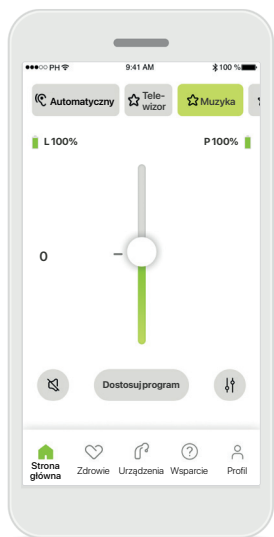 PH 9:41 AM 100 %
Automatyczny
Tele-
wizor
Muzyka
L 100% P 100%
0
Dostosuj program
Strona
główna
Zdrowie Urządzenia Wsparcie Profil